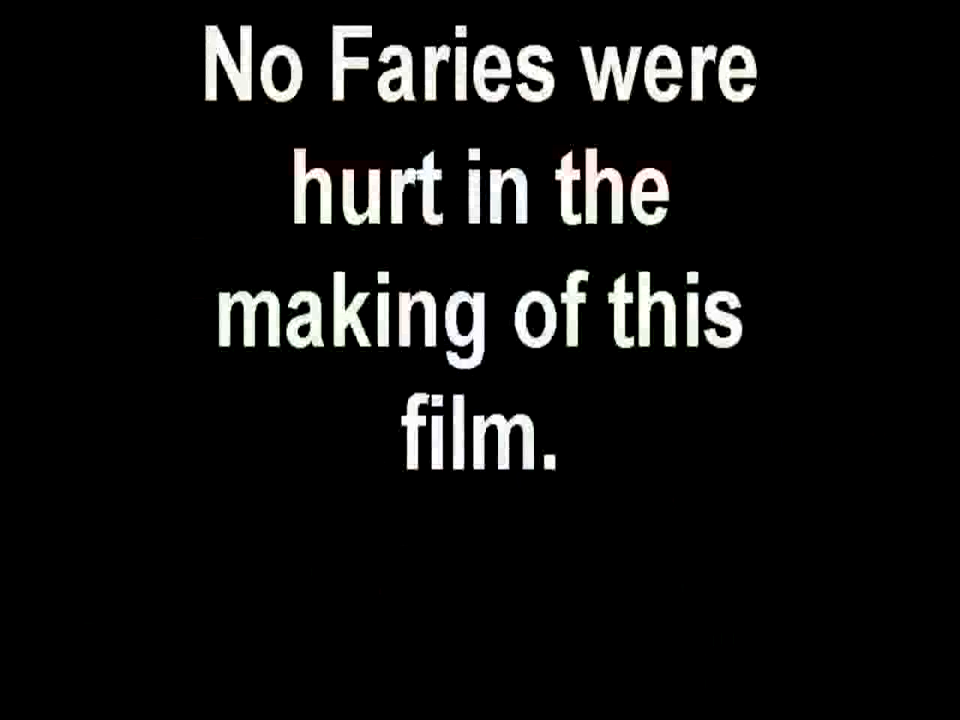 No Faries were
hurt in the
making of this
film.